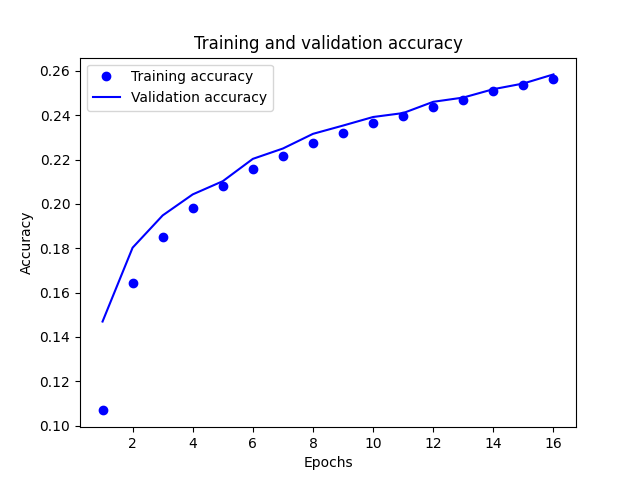 Training and validation accuracy
Training accuracy
Validation accuracy
Accuracy
0.26
0.24
0.22
0.20
0.18
0.16
0.14
0.12
0.10
2 4 6 8 10 12 14 16
Epochs